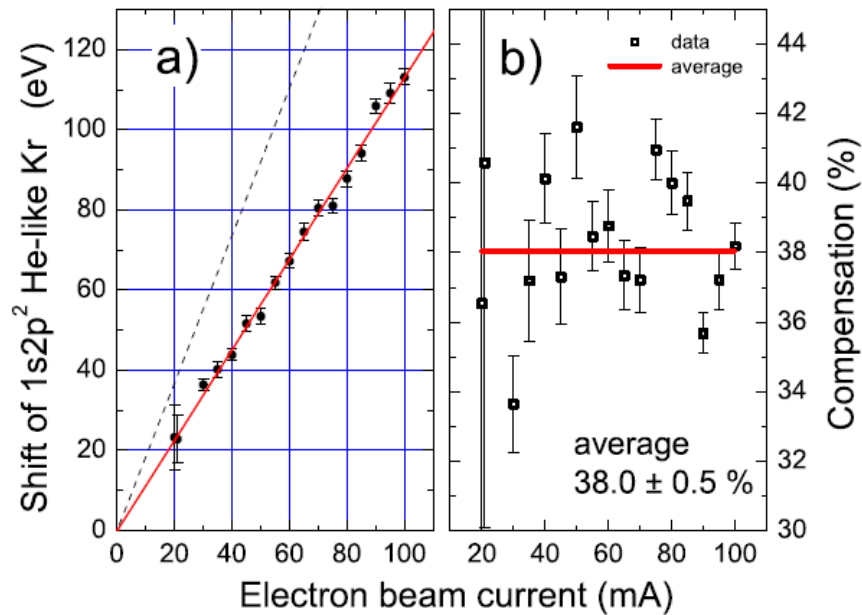 a)
Shift of 1s2p² He-like Kr (eV)
0
20
40
60
80
100
120
0 20 40 60 80 100
b)
data
average
average
38.0 ± 0.5 %
Compensation (%)
45
44
42
40
38
36
34
32
30
20 40 60 80 100
Electron beam current (mA)